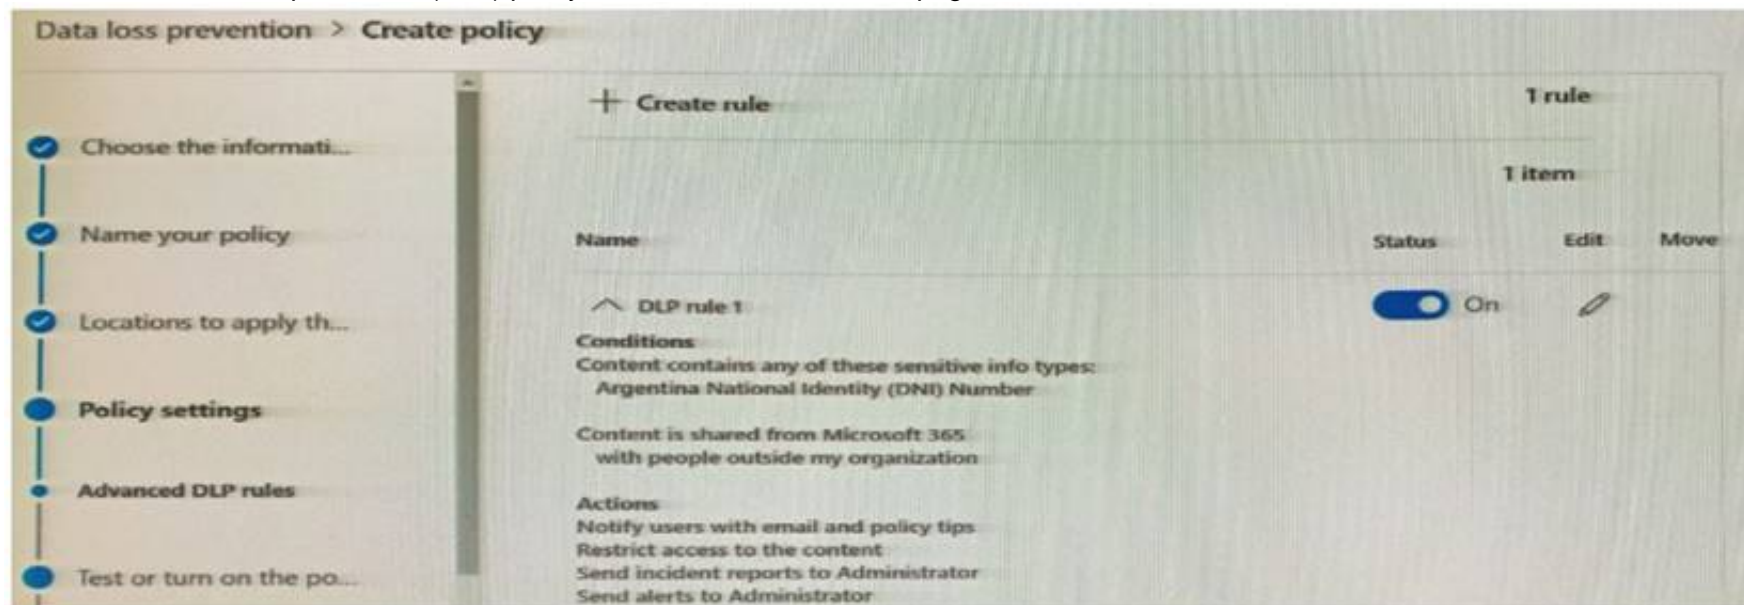 Data loss prevention > Create policy
Choose the informati...
Name your policy
Locations to apply th...
Policy settings
Advanced DLP rules
Test or turn on the po...
+ Create rule
1 rule
1 item
Name Status Edit Move
DLP rule 1 On
Conditions
Content contains any of these sensitive info types:
Argentina National Identity (DNI) Number
Content is shared from Microsoft 365
with people outside my organization
Actions
Notify users with email and policy tips
Restrict access to the content
Send incident reports to Administrator
Send alerts to Administrator